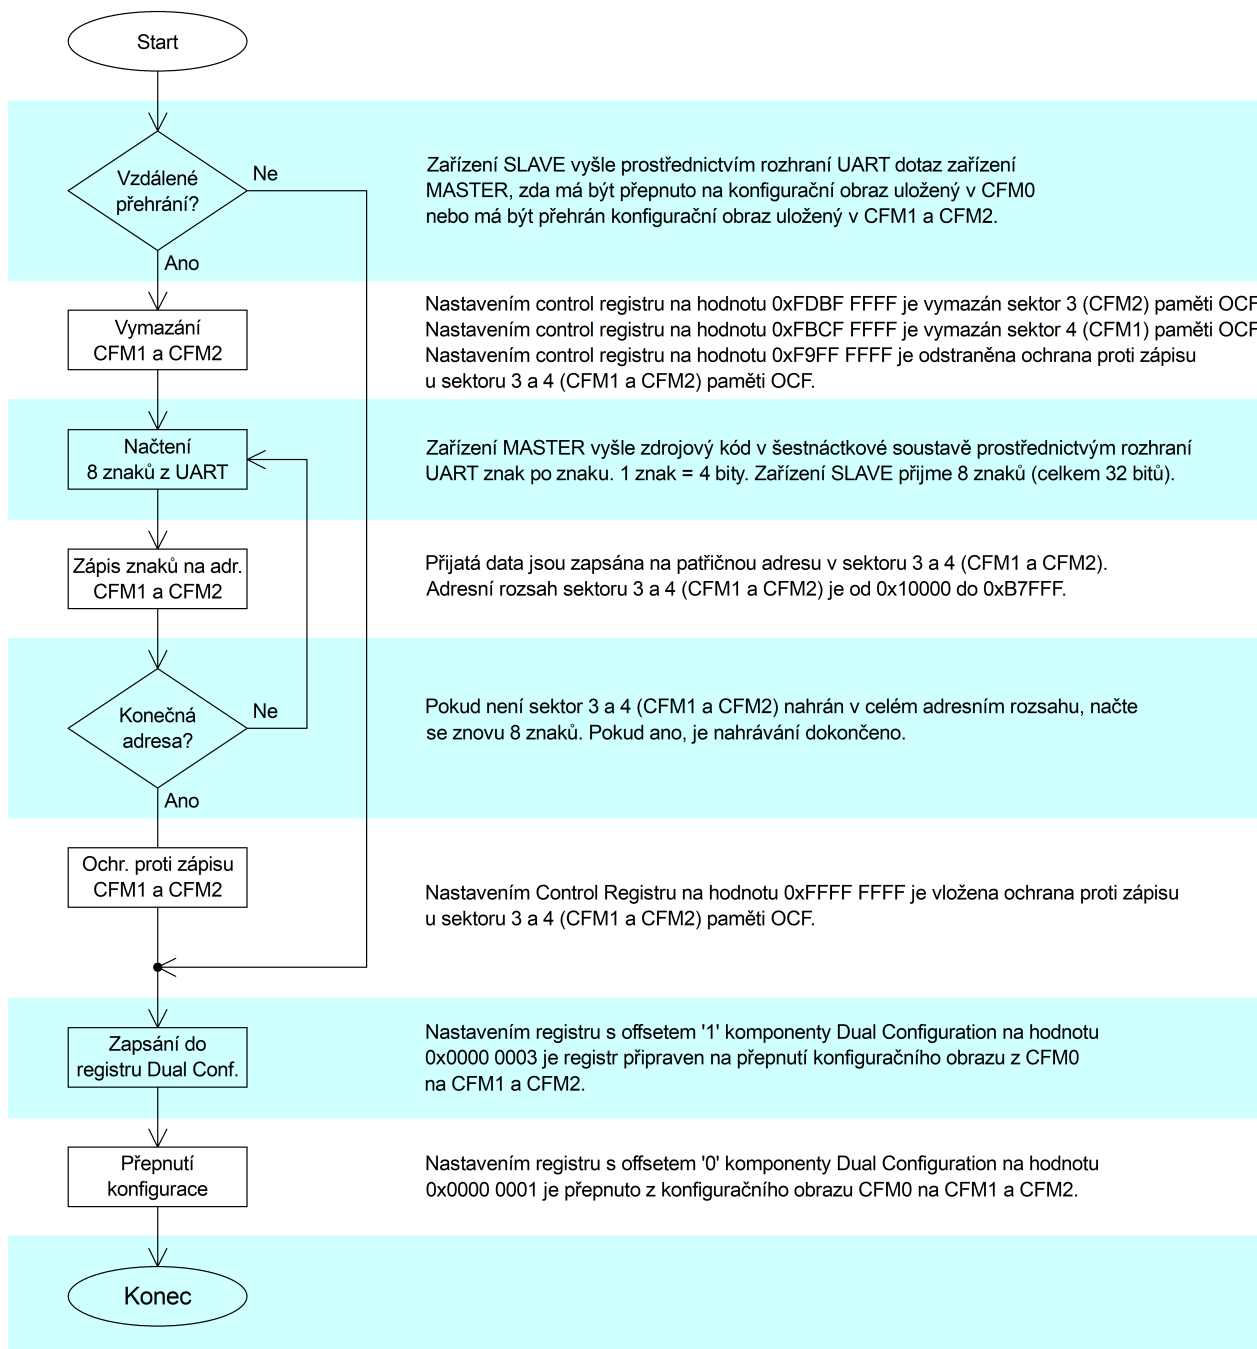 Start
Vzdálené
přehrání?
Ne
Ano
Zařízení SLAVE vyšle prostřednictvím rozhraní UART dotaz zařízení
MASTER, zda má být přepnuto na konfigurační obraz uložený v CFM0
nebo má být přehrán konfigurační obraz uložený v CFM1 a CFM2.
Vymazání
CFM1 a CFM2
Nastavením control registru na hodnotu 0xFDBF FFFF je vymazán sektor 3 (CFM2) paměti OCF
Nastavením control registru na hodnotu 0xFBCF FFFF je vymazán sektor 4 (CFM1) paměti OCF
Nastavením control registru na hodnotu 0xF9FF FFFF je odstraněna ochrana proti zápisu
u sektoru 3 a 4 (CFM1 a CFM2) paměti OCF.
Načtení
8 znaků z UART
Zařízení MASTER vyšle zdrojový kód v šestnáctkové soustavě prostřednictvým rozhraní
UART znak po znaku. 1 znak = 4 bity. Zařízení SLAVE přijme 8 znaků (celkem 32 bitů).
Zápis znaků na adr.
CFM1 a CFM2
Přijatá data jsou zapsána na patřičnou adresu v sektoru 3 a 4 (CFM1 a CFM2).
Adresní rozsah sektoru 3 a 4 (CFM1 a CFM2) je od 0x10000 do 0xB7FFF.
Konečná
adresa?
Ne
Ano
Pokud není sektor 3 a 4 (CFM1 a CFM2) nahrán v celém adresním rozsahu, načte
se znovu 8 znaků. Pokud ano, je nahrávání dokončeno.
Ochr. proti zápisu
CFM1 a CFM2
Nastavením Control Registru na hodnotu 0xFFFF FFFF je vložena ochrana proti zápisu
u sektoru 3 a 4 (CFM1 a CFM2) paměti OCF.
Zapsání do
registru Dual Conf.
Nastavením registru s offsetem '1' komponenty Dual Configuration na hodnotu
0x0000 0003 je registr připraven na přepnutí konfiguračního obrazu z CFM0
na CFM1 a CFM2.
Přepnutí
konfigurace
Nastavením registru s offsetem '0' komponenty Dual Configuration na hodnotu
0x0000 0001 je přepnuto z konfiguračního obrazu CFM0 na CFM1 a CFM2.
Konec